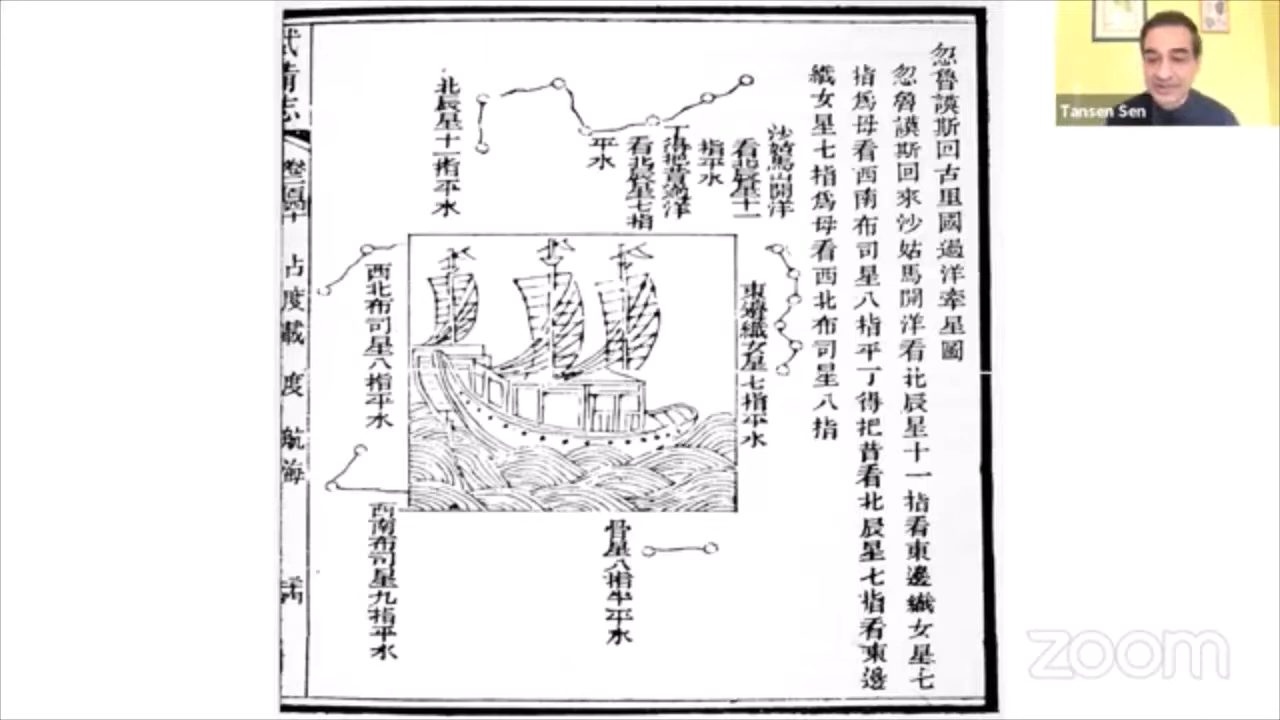 忽魯謨斯回古里國過洋牽星圖
忽魯謨斯回來沙姑馬開洋看北辰星十一指看東邊織女星七
指爲母看西南布司星八指平丁得把昔看北辰星七指看東邊
織女星七指爲母看西北布司星八指
沙姑馬山開洋
看北辰星十一
指平水
丁得把昔過洋
看北辰星七指
平水
北辰星十一指平水
東邊織女星七指平水
西北布司星八指平水
西南布司星九指平水
骨星八指半平水
武備志
占度載 度 航海
Tansen Sen
zoom